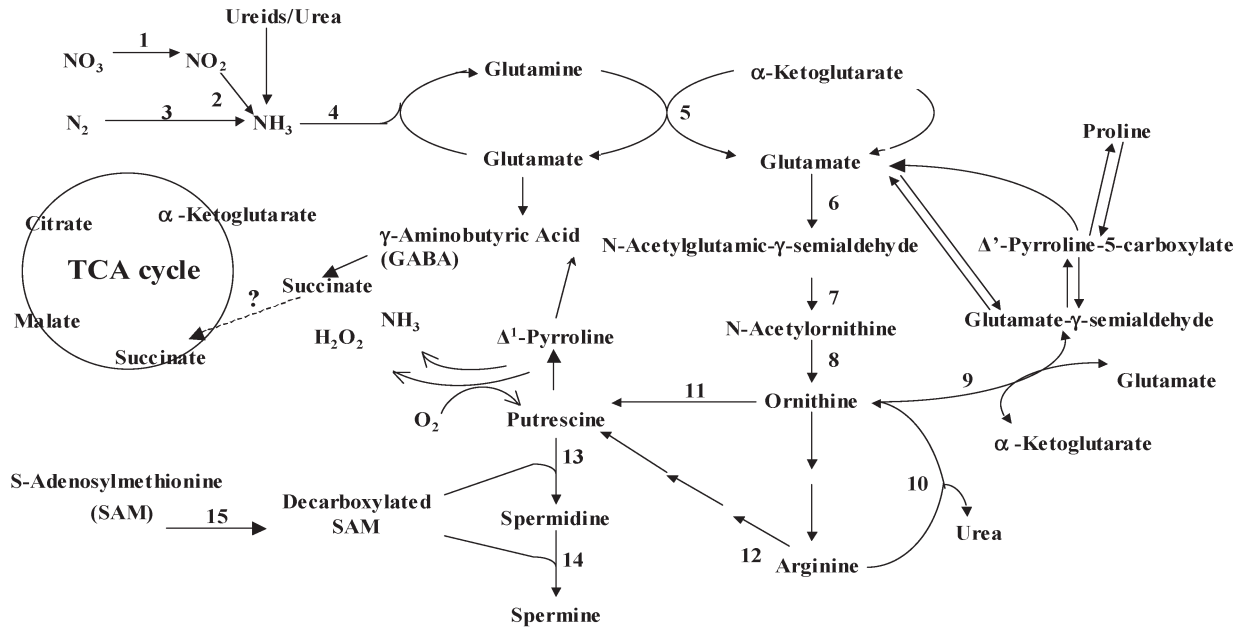 Ureids/Urea
1
NO3
NO2
2
3
N2
NH3
4
Glutamine
5
α-Ketoglutarate
Glutamate
Glutamate
Proline
6
Citrate
α -Ketoglutarate
TCA cycle
Malate
Succinate
?
Succinate
γ-Aminobutyric Acid
(GABA)
N-Acetylglutamic-γ-semialdehyde
Δ’-Pyrroline-5-carboxylate
7
H2O2
NH3
Δ1-Pyrroline
N-Acetylornithine
Glutamate-γ-semialdehyde
8
9
Glutamate
O2
Putrescine
11
Ornithine
α -Ketoglutarate
13
S-Adenosylmethionine
(SAM)
15
Decarboxylated
SAM
Spermidine
14
Spermine
12
Arginine
10
Urea